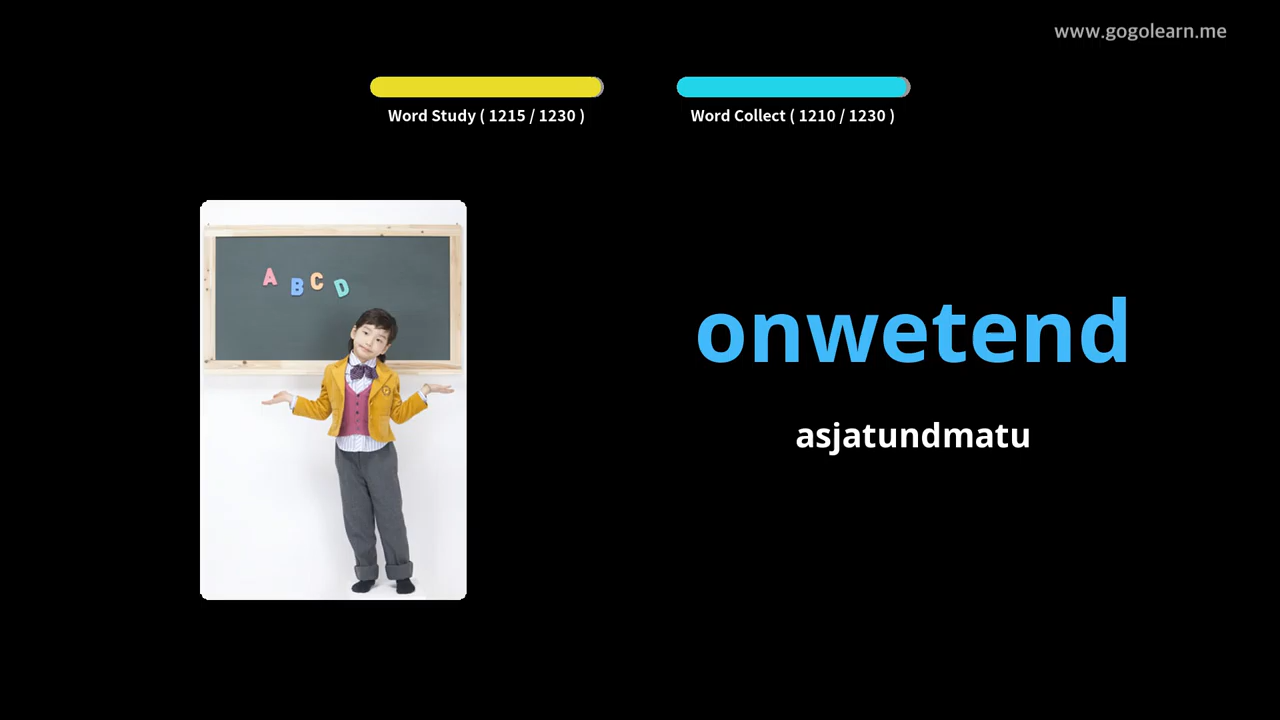 www.gogolearn.me
Word Study ( 1215 / 1230 )
Word Collect ( 1210 / 1230 )
A B C D
onwetend
asjatundmatu